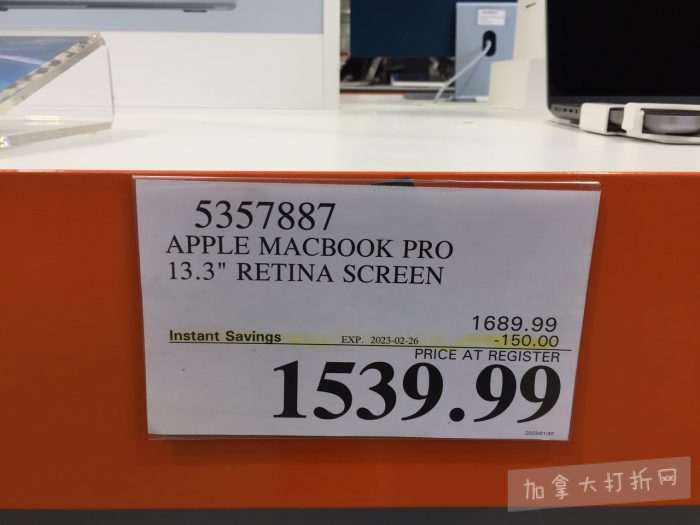 5357887
APPLE MACBOOK PRO
13.3" RETINA SCREEN
1689.99
Instant Savings EXP. 2023-02-26 -150.00
PRICE AT REGISTER
1539.99
加拿大打折网